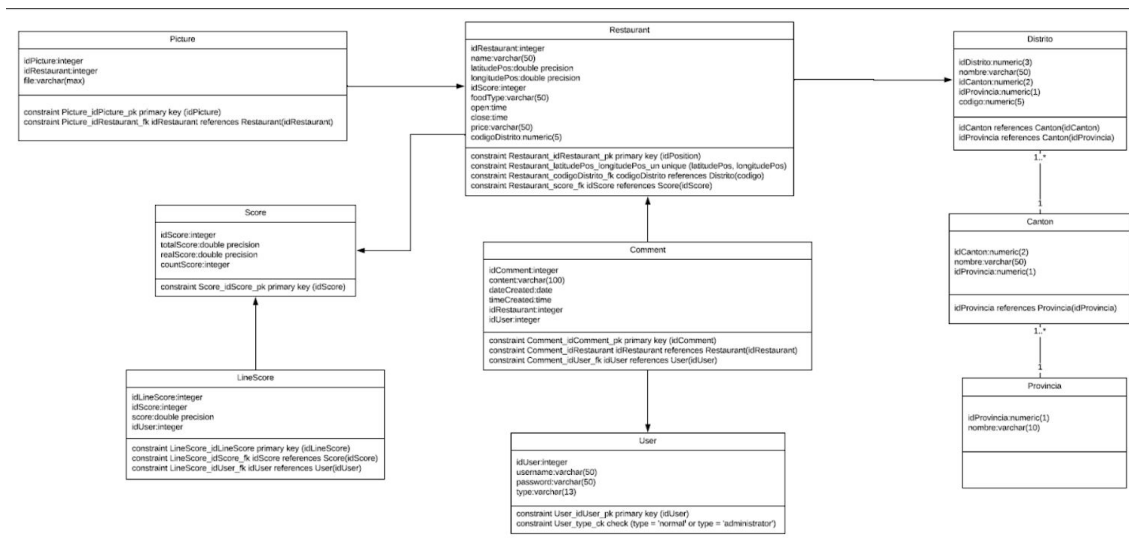 Picture
idPicture:integer
idRestaurant:integer
file:varchar(max)
constraint Picture_idPicture_pk primary key (idPicture)
constraint Picture_idRestaurant_fk idRestaurant references Restaurant(idRestaurant)
Restaurant
idRestaurant:integer
name:varchar(50)
latitudePos:double precision
longitudePos:double precision
idScore:integer
foodType:varchar(50)
open:time
close:time
price:varchar(50)
codigoDistrito:numeric(5)
constraint Restaurant_idRestaurant_pk primary key (idPosition)
constraint Restaurant_latitudePos_longitudePos_un unique (latitudePos, longitudePos)
constraint Restaurant_codigoDistrito_fk codigoDistrito references Distrito(codigo)
constraint Restaurant_score_fk idScore references Score(idScore)
Distrito
idDistrito:numeric(3)
nombre:varchar(50)
idCanton:numeric(2)
idProvincia:numeric(1)
codigo:numeric(5)
idCanton references Canton(idCanton)
idProvincia references Canton(idProvincia)
1..*
1
Score
idScore:integer
totalScore:double precision
realScore:double precision
countScore:integer
constraint Score_idScore_pk primary key (idScore)
Comment
idComment:integer
content:varchar(100)
dateCreated:date
timeCreated:time
idRestaurant:integer
idUser:integer
constraint Comment_idComment_pk primary key (idComment)
constraint Comment_idRestaurant idRestaurant references Restaurant(idRestaurant)
constraint Comment_idUser_fk idUser references User(idUser)
Canton
idCanton:numeric(2)
nombre:varchar(50)
idProvincia:numeric(1)
idProvincia references Provincia(idProvincia)
1..*
1
LineScore
idLineScore:integer
idScore:integer
score:double precision
idUser:integer
constraint LineScore_idLineScore primary key (idLineScore)
constraint LineScore_idScore_fk idScore references Score(idScore)
constraint LineScore_idUser_fk idUser references User(idUser)
Provincia
idProvincia:numeric(1)
nombre:varchar(10)
User
idUser:integer
username:varchar(50)
password:varchar(50)
type:varchar(13)
constraint User_idUser_pk primary key (idUser)
constraint User_type_ck check (type = 'normal' or type = 'administrator')